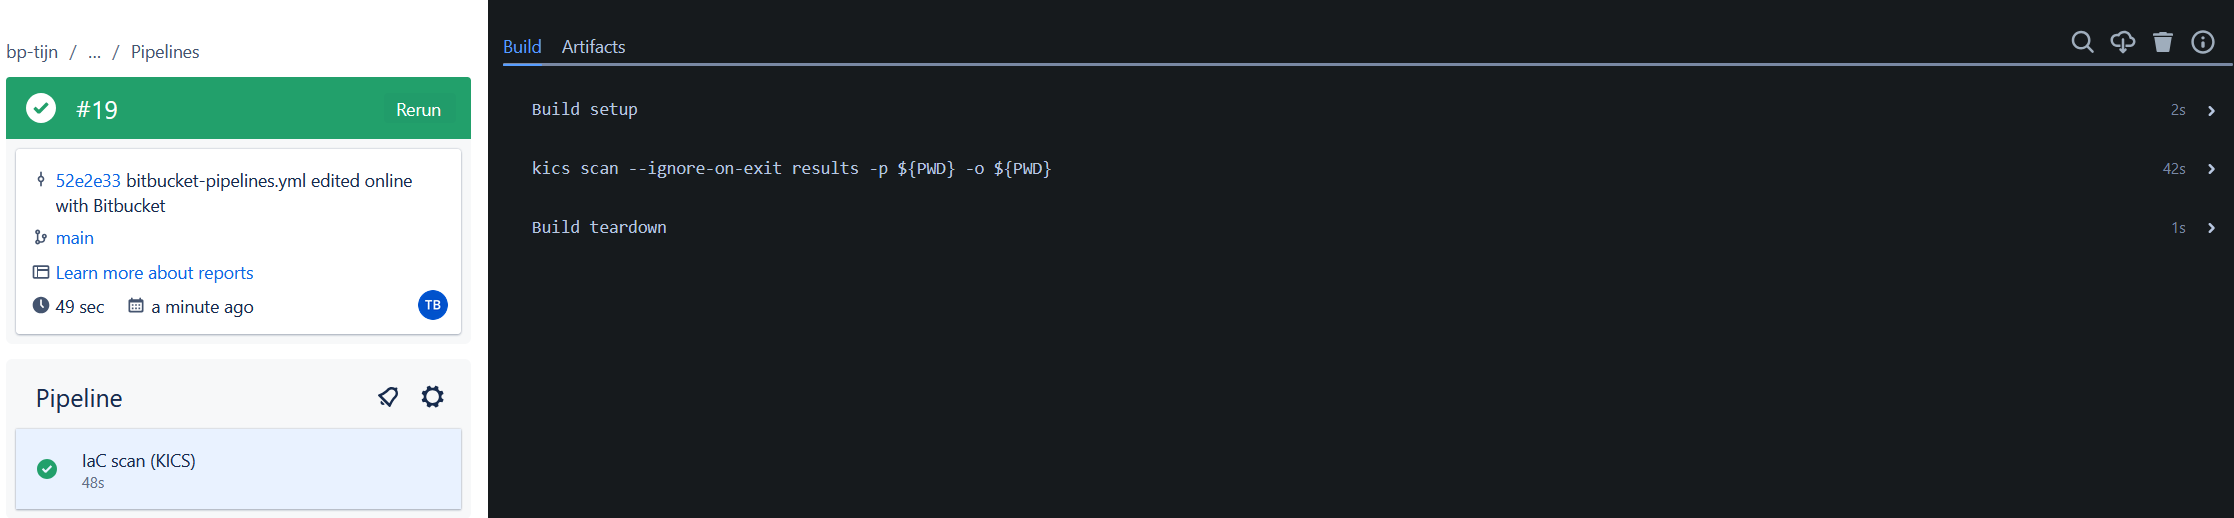 bp-tijn / ... / Pipelines
#19
Rerun
52e2e33 bitbucket-pipelines.yml edited online
with Bitbucket
main
Learn more about reports
49 sec a minute ago
TB
Pipeline
IaC scan (KICS)
48s
Build Artifacts
Build setup 2s
kics scan --ignore-on-exit results -p ${PWD} -o ${PWD} 42s
Build teardown 1s